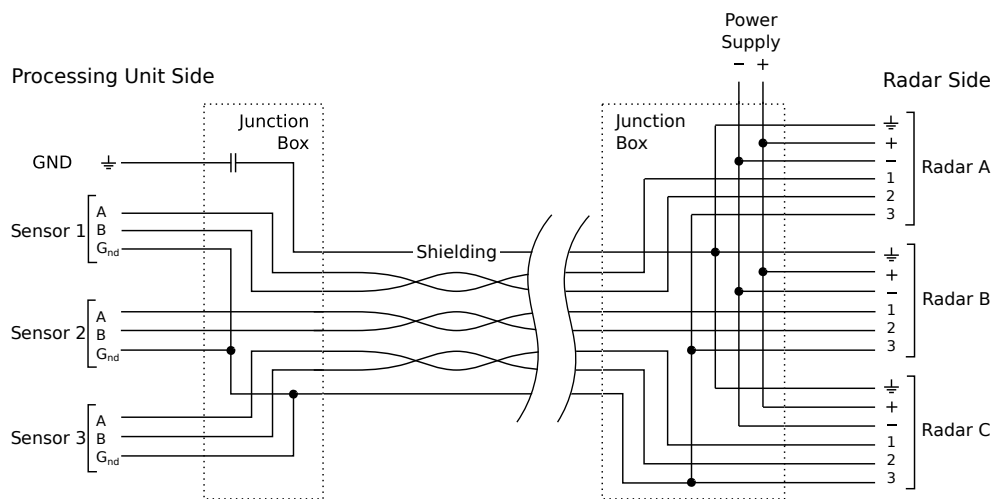 Power
Supply
− +
Processing Unit Side
Radar Side
Junction
Box
Junction
Box
GND
Sensor 1
A
B
Gnd
Shielding
Sensor 2
A
B
Gnd
Sensor 3
A
B
Gnd
+
−
1
2
3
Radar A
+
−
1
2
3
Radar B
+
−
1
2
3
Radar C